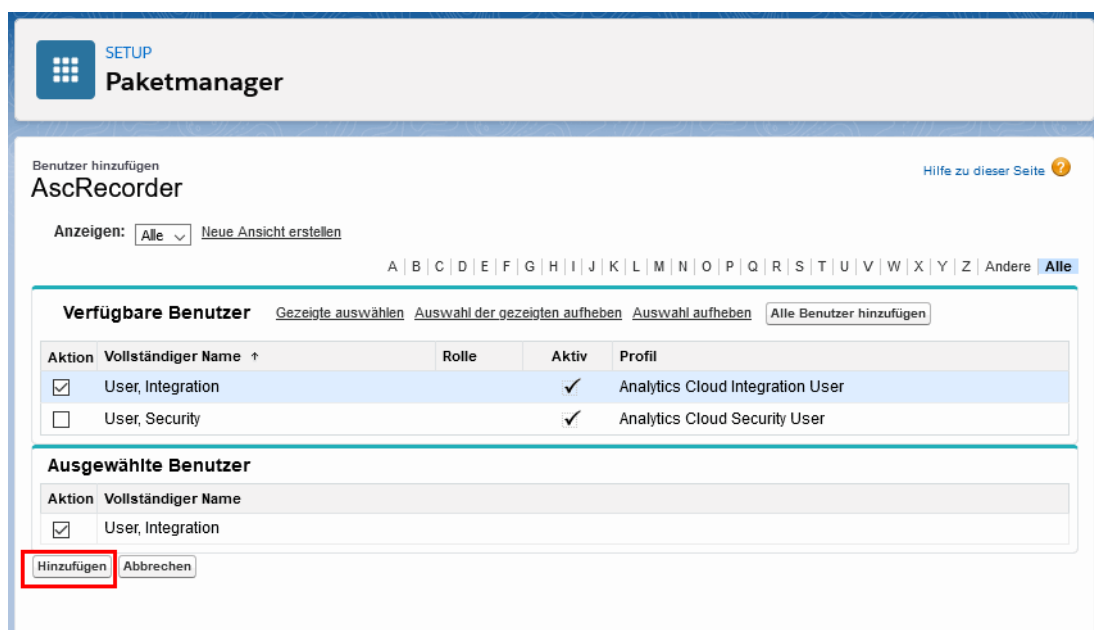 SETUP
Paketmanager
Benutzer hinzufügen
AscRecorder
Hilfe zu dieser Seite ?
Anzeigen: Alle Neue Ansicht erstellen
A | B | C | D | E | F | G | H | I | J | K | L | M | N | O | P | Q | R | S | T | U | V | W | X | Y | Z | Andere Alle
Verfügbare Benutzer Gezeigte auswählen Auswahl der gezeigten aufheben Auswahl aufheben Alle Benutzer hinzufügen
Aktion Vollständiger Name ↑ Rolle Aktiv Profil
User, Integration Analytics Cloud Integration User
User, Security Analytics Cloud Security User
Ausgewählte Benutzer
Aktion Vollständiger Name
User, Integration
Hinzufügen Abbrechen